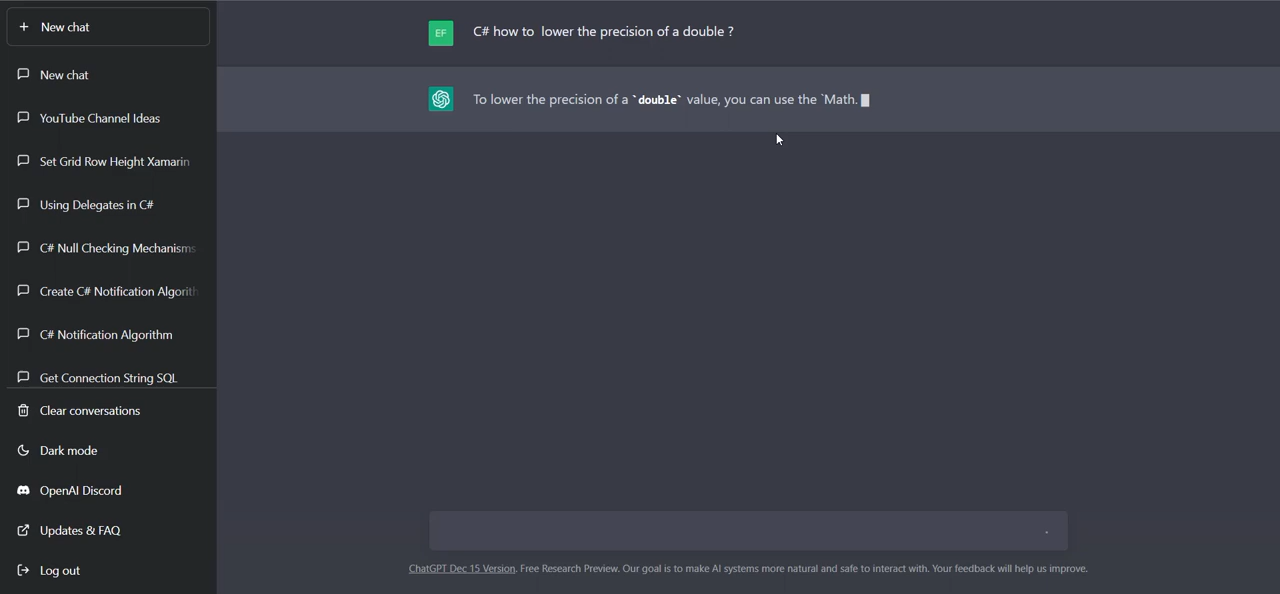 New chat
New chat
YouTube Channel Ideas
Set Grid Row Height Xamarin
Using Delegates in C#
C# Null Checking Mechanisms
Create C# Notification Algorith
C# Notification Algorithm
Get Connection String SQL
Clear conversations
Dark mode
OpenAI Discord
Updates & FAQ
Log out
EF
C# how to lower the precision of a double ?
To lower the precision of a `double` value, you can use the `Math.
ChatGPT Dec 15 Version. Free Research Preview. Our goal is to make AI systems more natural and safe to interact with. Your feedback will help us improve.